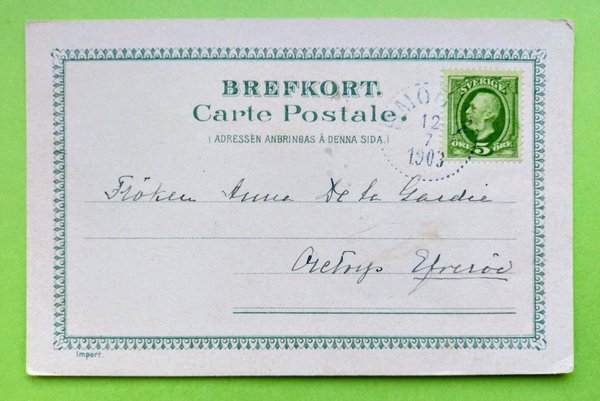 BREFKORT.
Carte Postale.
( ADRESSEN ANBRINGAS Å DENNA SIDA.)
SVERIGE
ÖRE 5 ÖRE
12
7
1903
Fröken Anna De la Gardie
Import.